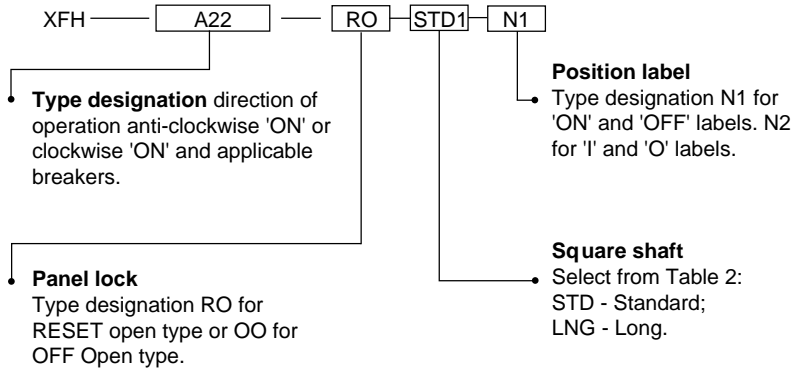 XFH A22 RO STD1 N1
Type designation direction of
operation anti-clockwise 'ON' or
clockwise 'ON' and applicable
breakers.
Position label
Type designation N1 for
'ON' and 'OFF' labels. N2
for 'I' and 'O' labels.
Panel lock
Type designation RO for
RESET open type or OO for
OFF Open type.
Square shaft
Select from Table 2:
STD - Standard;
LNG - Long.